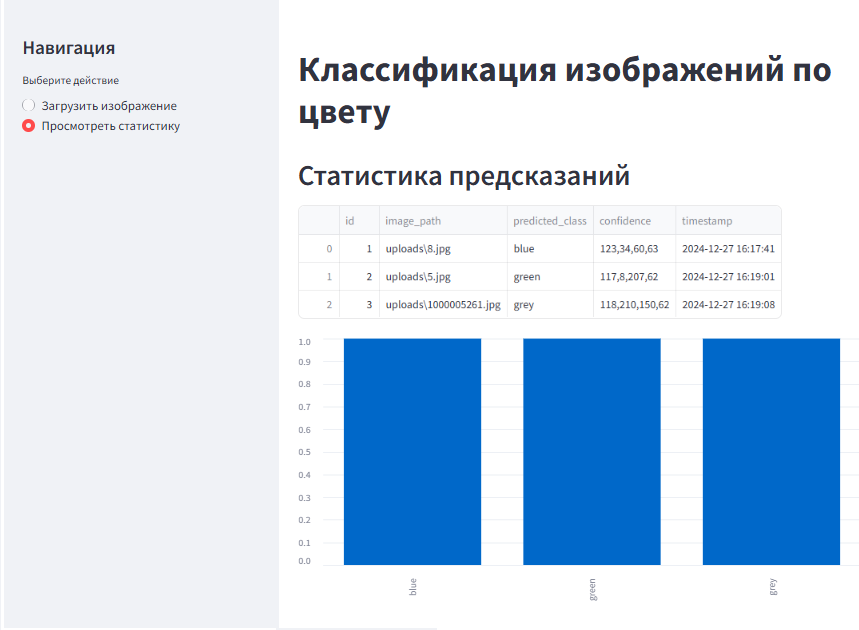 Навигация
Выберите действие
Загрузить изображение
Просмотреть статистику
Классификация изображений по
цвету
Статистика предсказаний
id image_path predicted_class confidence timestamp
0 1 uploads\8.jpg blue 123,34,60,63 2024-12-27 16:17:41
1 2 uploads\5.jpg green 117,8,207,62 2024-12-27 16:19:01
2 3 uploads\1000005261.jpg grey 118,210,150,62 2024-12-27 16:19:08
1.0
0.9
0.8
0.7
0.6
0.5
0.4
0.3
0.2
0.1
0.0
blue green grey